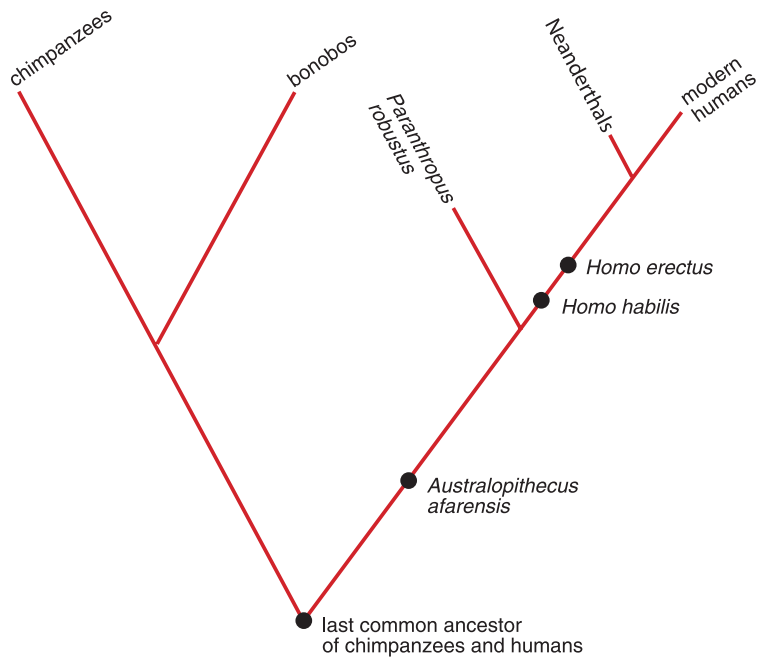 chimpanzees
bonobos
Paranthropus
robustus
Neanderthals
modern
humans
Homo erectus
Homo habilis
Australopithecus
afarensis
last common ancestor
of chimpanzees and humans